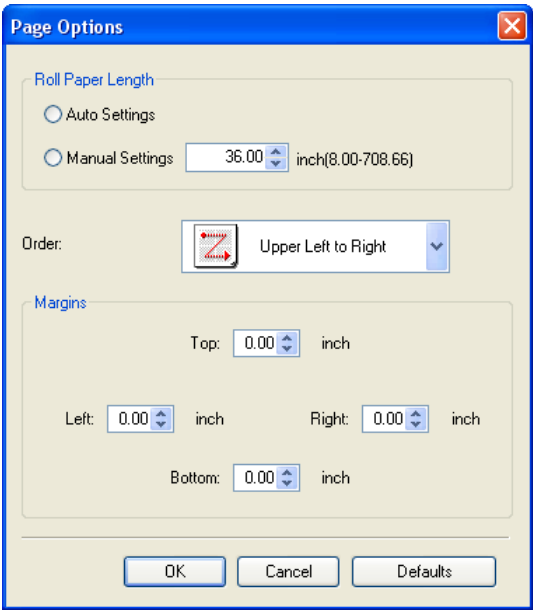 Page Options
Roll Paper Length
Auto Settings
Manual Settings 36.00 inch(8.00-708.66)
Order: Upper Left to Right
Margins
Top: 0.00 inch
Left: 0.00 inch Right: 0.00 inch
Bottom: 0.00 inch
OK Cancel Defaults